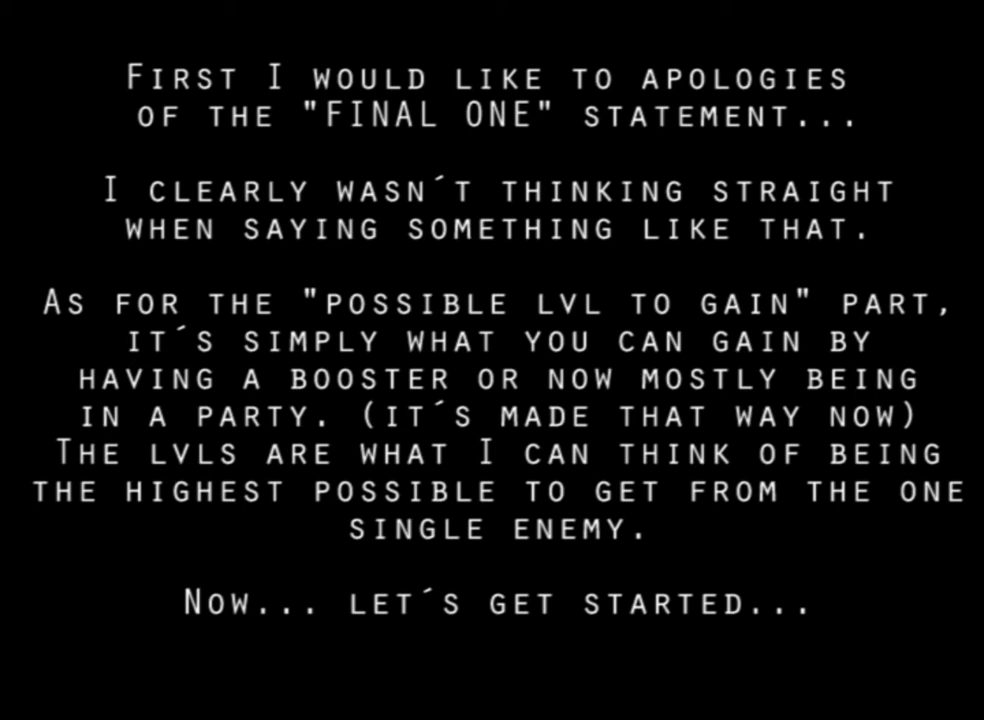 First I would like to apologies
of the "FINAL ONE" statement...
I clearly wasn´t thinking straight
when saying something like that.
As for the "possible lvl to gain" part,
it´s simply what you can gain by
having a booster or now mostly being
in a party. (it´s made that way now)
The lvls are what I can think of being
the highest possible to get from the one
single enemy.
Now... let´s get started...